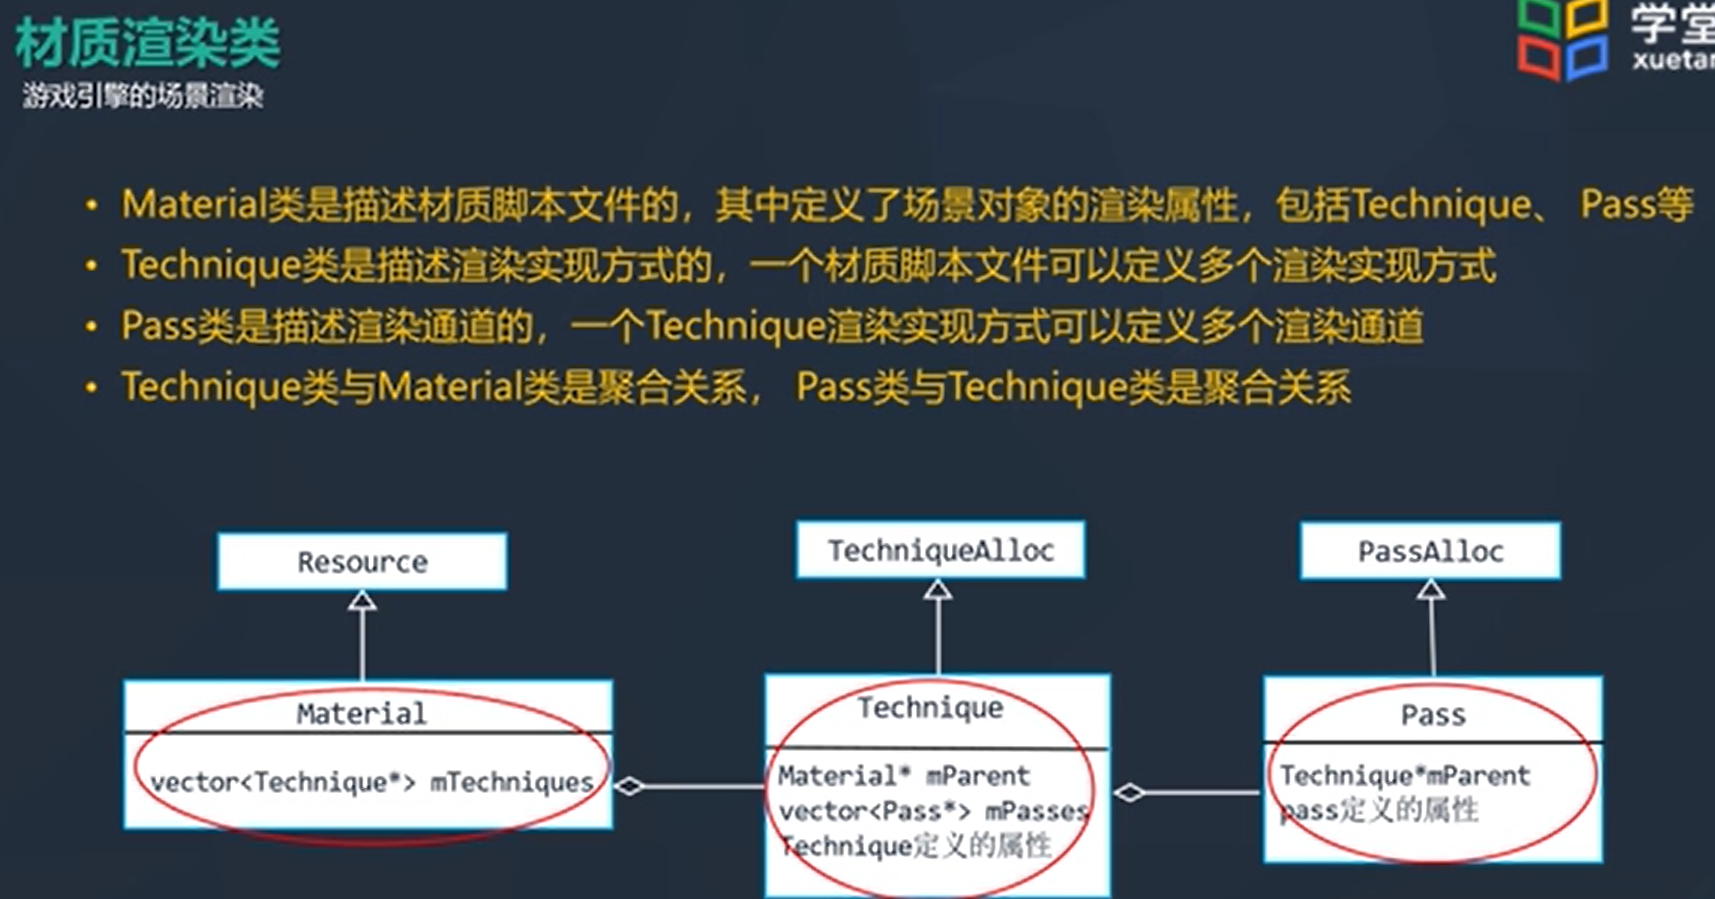 材质渲染类
游戏引擎的场景渲染
学堂
xuetan
• Material类是描述材质脚本文件的，其中定义了场景对象的渲染属性，包括Technique、 Pass等
• Technique类是描述渲染实现方式的，一个材质脚本文件可以定义多个渲染实现方式
• Pass类是描述渲染通道的，一个Technique渲染实现方式可以定义多个渲染通道
• Technique类与Material类是聚合关系， Pass类与Technique类是聚合关系
Resource
TechniqueAlloc
PassAlloc
Material
vector<Technique*> mTechniques
Technique
Material* mParent
vector<Pass*> mPasses
Technique定义的属性
Pass
Technique*mParent
pass定义的属性